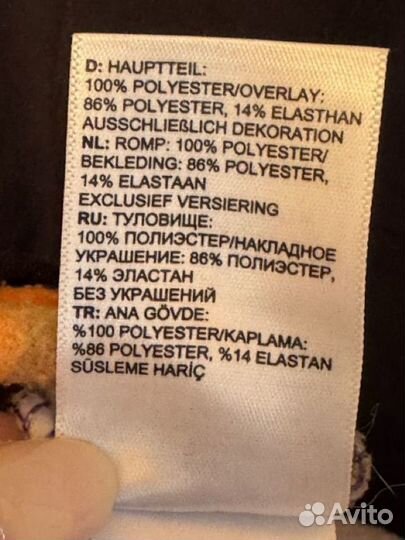 D: HAUPTTEIL:
100% POLYESTER/OVERLAY:
86% POLYESTER, 14% ELASTHAN
AUSSCHLIEßLICH DEKORATION
NL: ROMP: 100% POLYESTER/
BEKLEDING: 86% POLYESTER,
14% ELASTAAN
EXCLUSIEF VERSIERING
RU: ТУЛОВИЩЕ:
100% ПОЛИЭСТЕР/НАКЛАДНОЕ
УКРАШЕНИЕ: 86% ПОЛИЭСТЕР,
14% ЭЛАСТАН
БЕЗ УКРАШЕНИЙ
TR: ANA GÖVDE:
%100 POLYESTER/KAPLAMA:
%86 POLYESTER, %14 ELASTAN
SÜSLEME HARİÇ
Avito